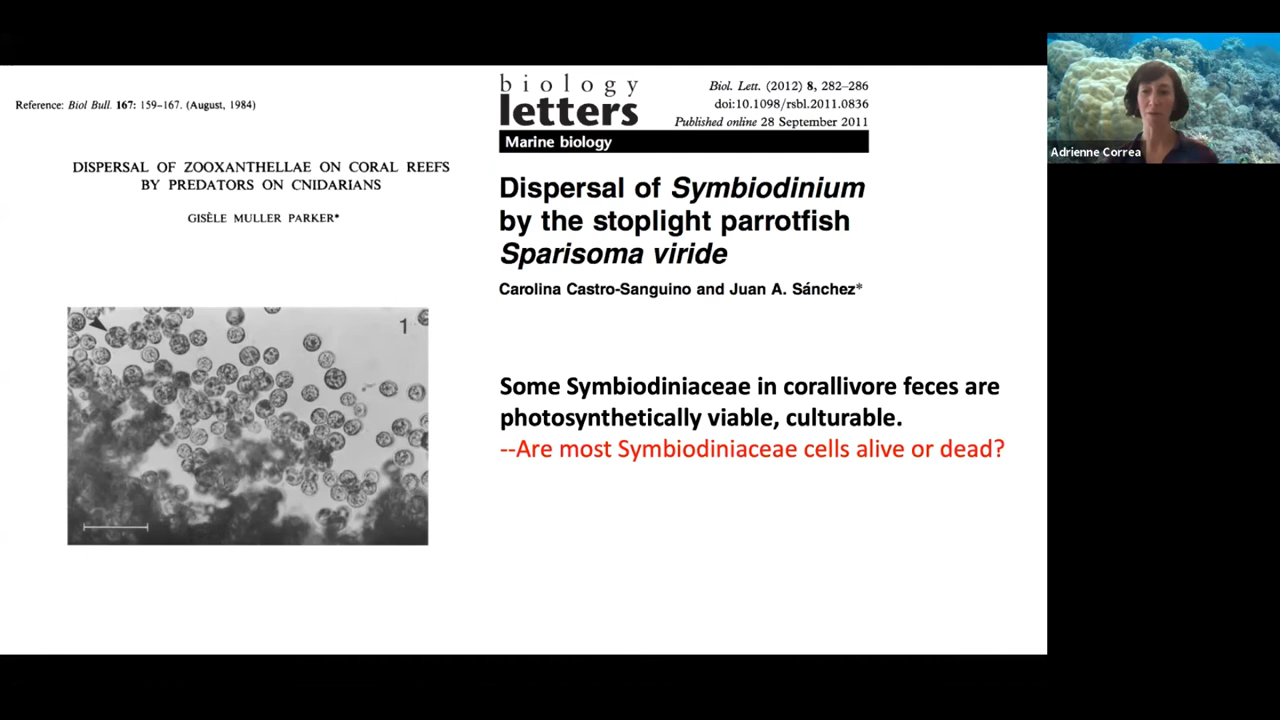 Reference: Biol Bull. 167: 159–167. (August, 1984)
DISPERSAL OF ZOOXANTHELLAE ON CORAL REEFS
BY PREDATORS ON CNIDARIANS
GISÈLE MULLER PARKER*
1
biology
letters
Biol. Lett. (2012) 8, 282–286
doi:10.1098/rsbl.2011.0836
Published online 28 September 2011
Marine biology
Dispersal of Symbiodinium
by the stoplight parrotfish
Sparisoma viride
Carolina Castro-Sanguino and Juan A. Sánchez*
Some Symbiodiniaceae in corallivore feces are
photosynthetically viable, culturable.
--Are most Symbiodiniaceae cells alive or dead?
Adrienne Correa